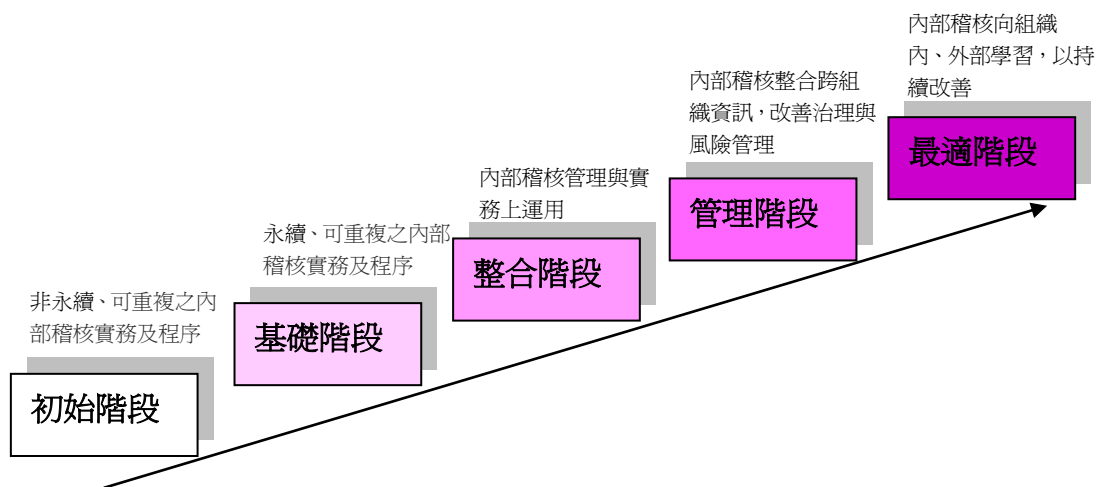 內部稽核向組織
內、外部學習，以持
續改善
最適階段
內部稽核整合跨組
織資訊，改善治理與
風險管理
管理階段
內部稽核管理與實
務上運用
整合階段
永續、可重複之內部
稽核實務及程序
基礎階段
非永續、可重複之內
部稽核實務及程序
初始階段